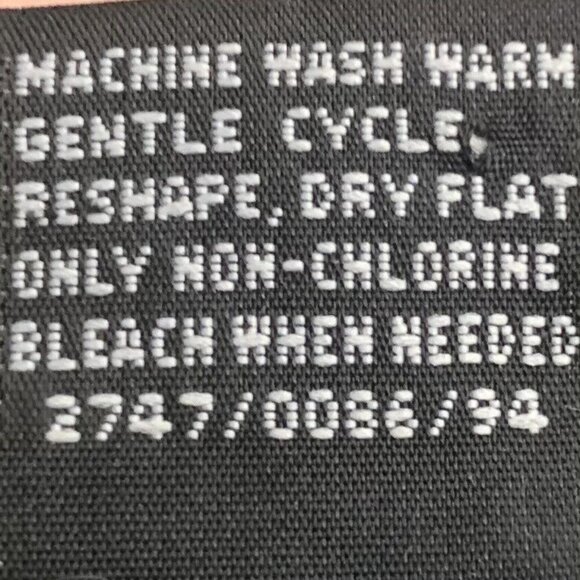 MACHINE WASH WARM
GENTLE CYCLE,
RESHAPE, DRY FLAT
ONLY NON-CHLORINE
BLEACH WHEN NEEDED
2747/0086/94